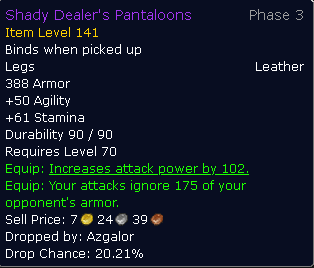 Shady Dealer's Pantaloons Phase 3
Item Level 141
Binds when picked up
Legs Leather
388 Armor
+50 Agility
+61 Stamina
Durability 90 / 90
Requires Level 70
Equip: Increases attack power by 102.
Equip: Your attacks ignore 175 of your
opponent's armor.
Sell Price: 7 24 39
Dropped by: Azgalor
Drop Chance: 20.21%